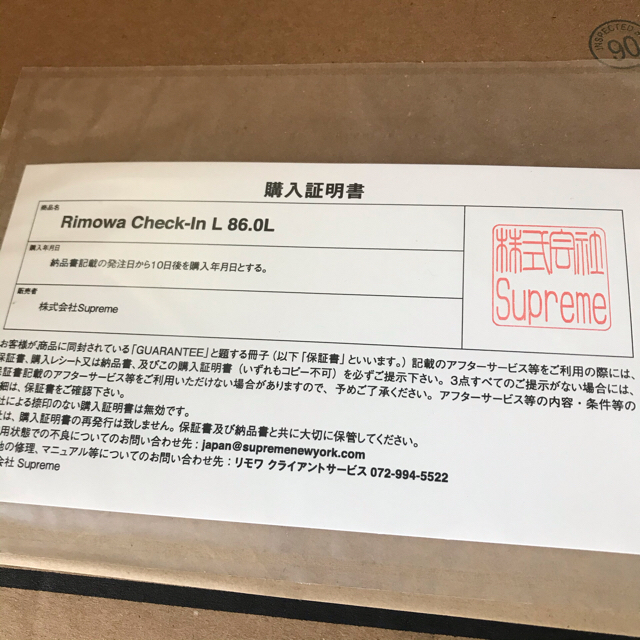 INSPECTED
90
購入証明書
商品名
Rimowa Check-In L 86.0L
購入年月日
納品書記載の発注日から10日後を購入年月日とする。
販売者
株式会社Supreme
株式会社
Supreme
お客様が、商品に同封されている「GUARANTEE」と題する冊子(以下「保証書」といいます。)記載のアフターサービス等をご利用の際には、
保証書、購入レシート又は納品書、及びこの購入証明書(いずれもコピー不可)を必ずご提示下さい。3点すべてのご提示がない場合には、
保証書記載のアフターサービス等をご利用いただけない場合がありますので、予めご了承ください。アフターサービス等の内容・条件等の
細は、保証書をご確認下さい。
社による捺印のない購入証明書は無効です。
は、購入証明書の再発行は致しません。保証書及び納品書と共に大切に保管してください。
用状態での不良についてのお問い合わせ先:japan@supremenewyork.com
他の修理、マニュアル等についてのお問い合わせ先:リモワ クライアントサービス 072-994-5522
会社 Supreme